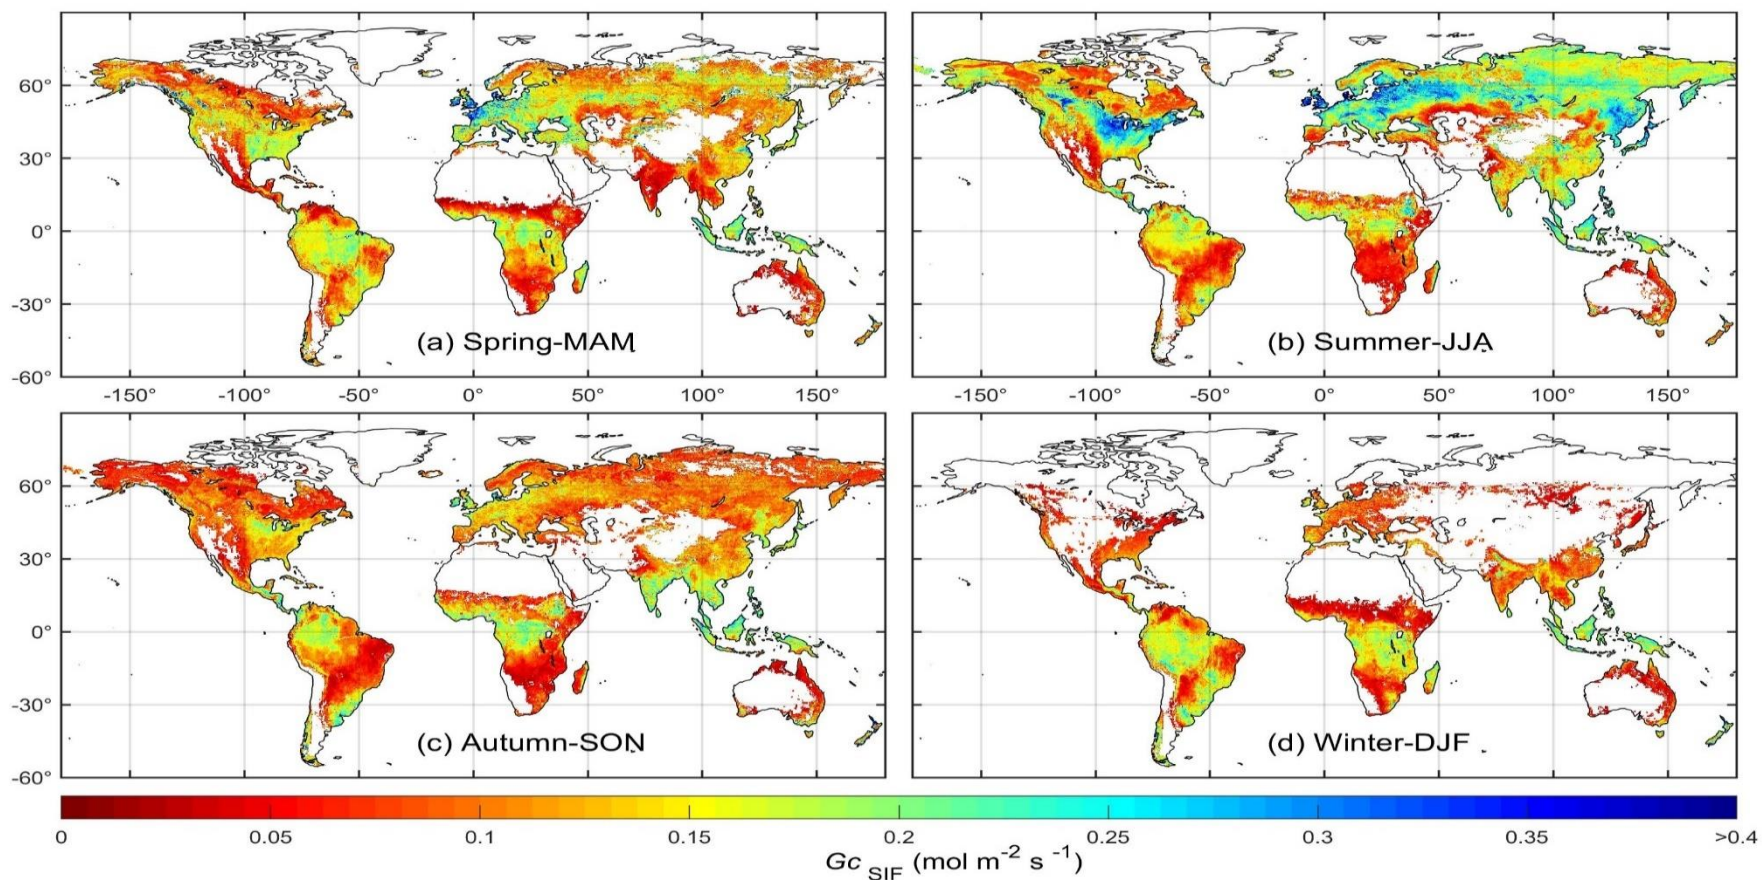 60°
30°
0°
-30°
-60°
(a) Spring-MAM
(b) Summer-JJA
-150° -100° -50° 0° 50° 100° 150°
-150° -100° -50° 0° 50° 100° 150°
60°
30°
0°
-30°
-60°
(c) Autumn-SON
(d) Winter-DJF
0 0.05 0.1 0.15 0.2 0.25 0.3 0.35 >0.4
Gc SIF (mol m-2 s -1)